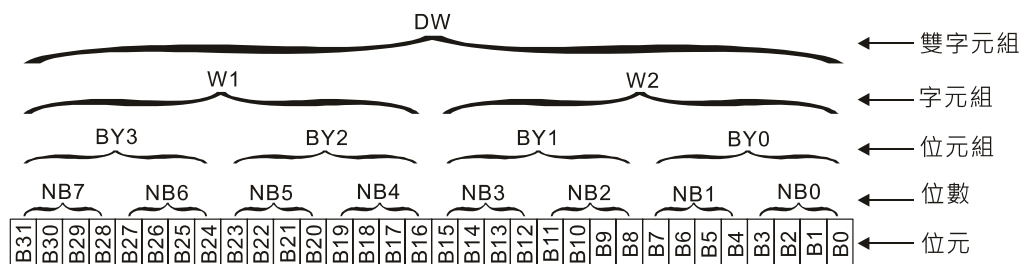 DW 雙字元組
W1 W2 字元組
BY3 BY2 BY1 BY0 位元組
NB7 NB6 NB5 NB4 NB3 NB2 NB1 NB0 位數
B31 B30 B29 B28 B27 B26 B25 B24 B23 B22 B21 B20 B19 B18 B17 B16 B15 B14 B13 B12 B11 B10 B9 B8 B7 B6 B5 B4 B3 B2 B1 B0 位元